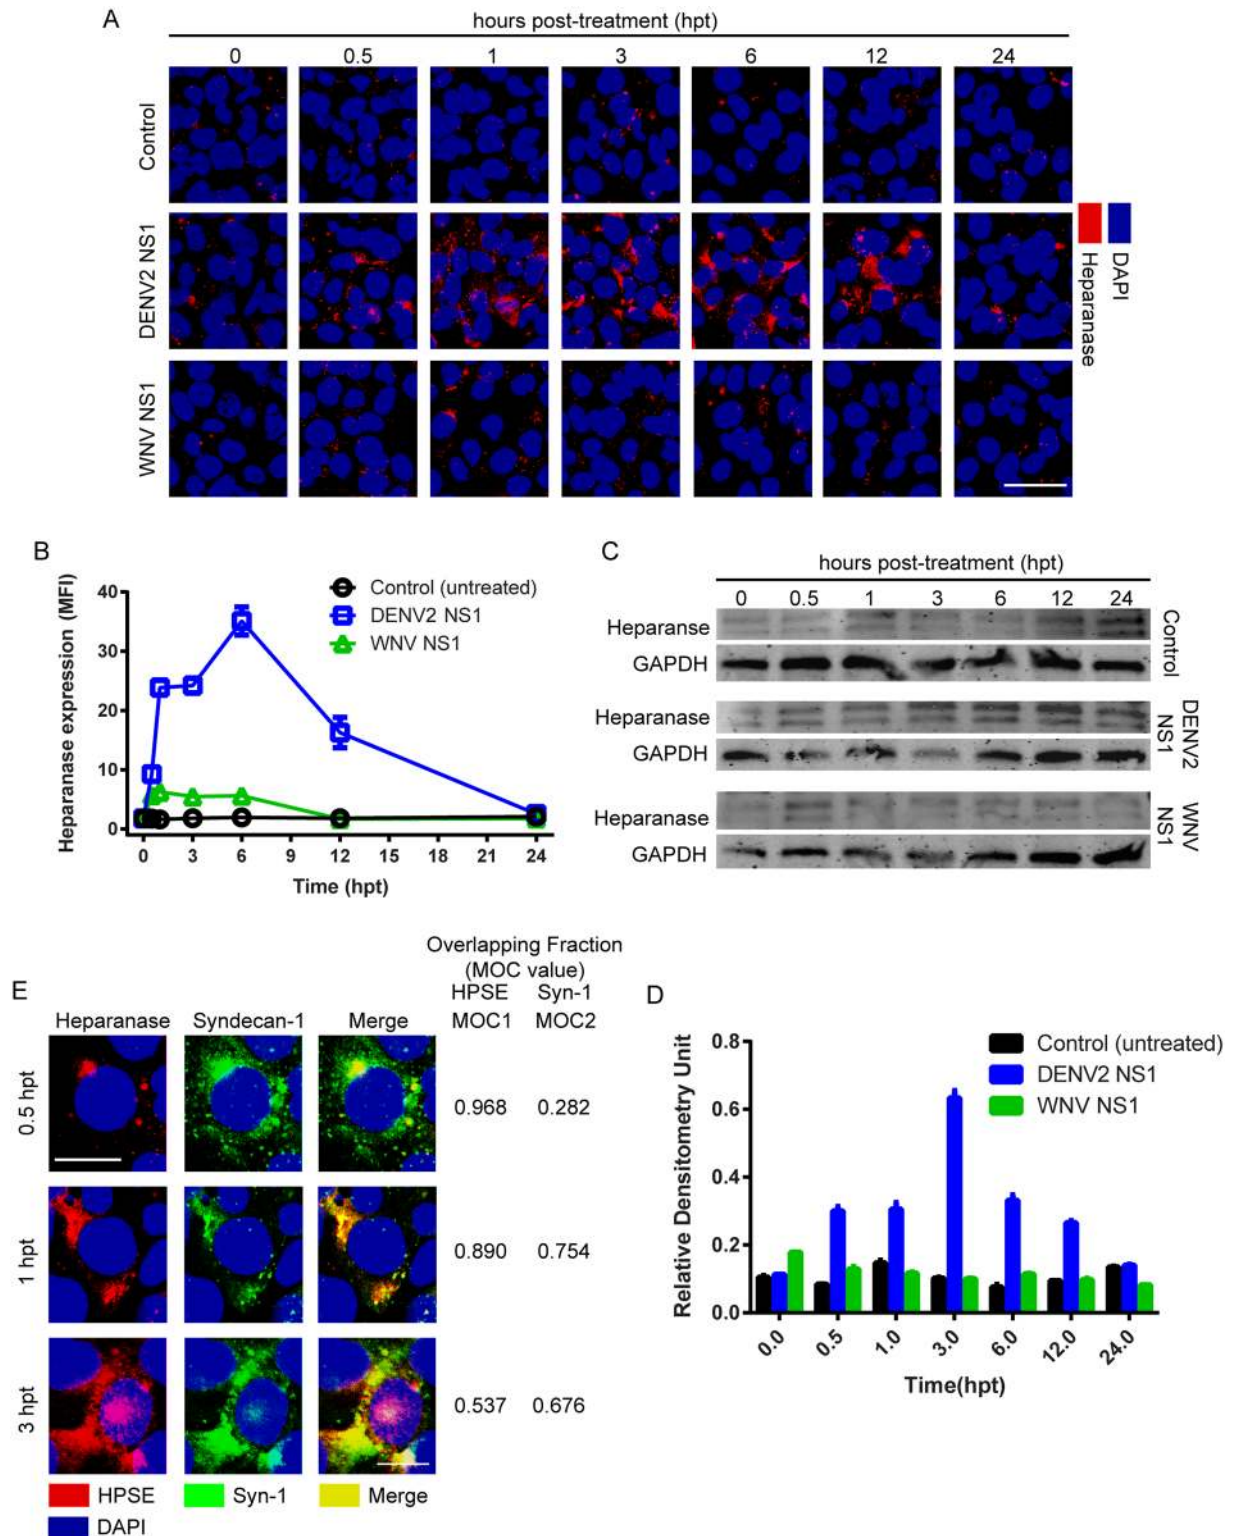 A
hours post-treatment (hpt)
0 0.5 1 3 6 12 24
Control
DENV2 NS1
WNV NS1
Heparanase
DAPI
B
Heparanase expression (MFI)
40
30
20
10
0
0 3 6 9 12 15 18 21 24
Time (hpt)
Control (untreated)
DENV2 NS1
WNV NS1
C
hours post-treatment (hpt)
0 0.5 1 3 6 12 24
Heparanse
GAPDH
Control
Heparanase
GAPDH
DENV2
NS1
Heparanase
GAPDH
WNV
NS1
E
Overlapping Fraction
(MOC value)
HPSE Syn-1
Heparanase Syndecan-1 Merge MOC1 MOC2
0.5 hpt 0.968 0.282
1 hpt 0.890 0.754
3 hpt 0.537 0.676
HPSE Syn-1 Merge
DAPI
D
Relative Densitometry Unit
0.8
0.6
0.4
0.2
0.0
0.0 0.5 1.0 3.0 6.0 12.0 24.0
Time(hpt)
Control (untreated)
DENV2 NS1
WNV NS1